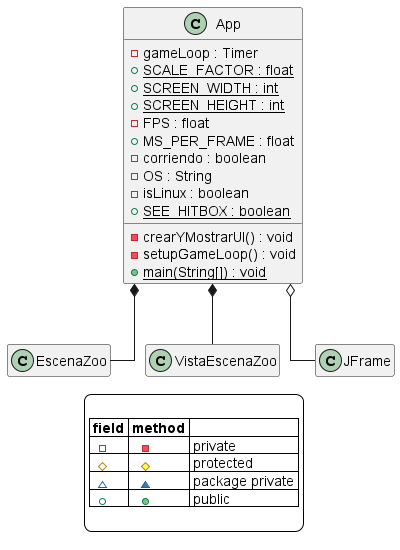 C App
gameLoop : Timer
SCALE_FACTOR : float
SCREEN_WIDTH : int
SCREEN_HEIGHT : int
FPS : float
MS_PER_FRAME : float
corriendo : boolean
OS : String
isLinux : boolean
SEE_HITBOX : boolean
crearYMostrarUI() : void
setupGameLoop() : void
main(String[]) : void
C EscenaZoo
C VistaEscenaZoo
C JFrame
field method
private
protected
package private
public